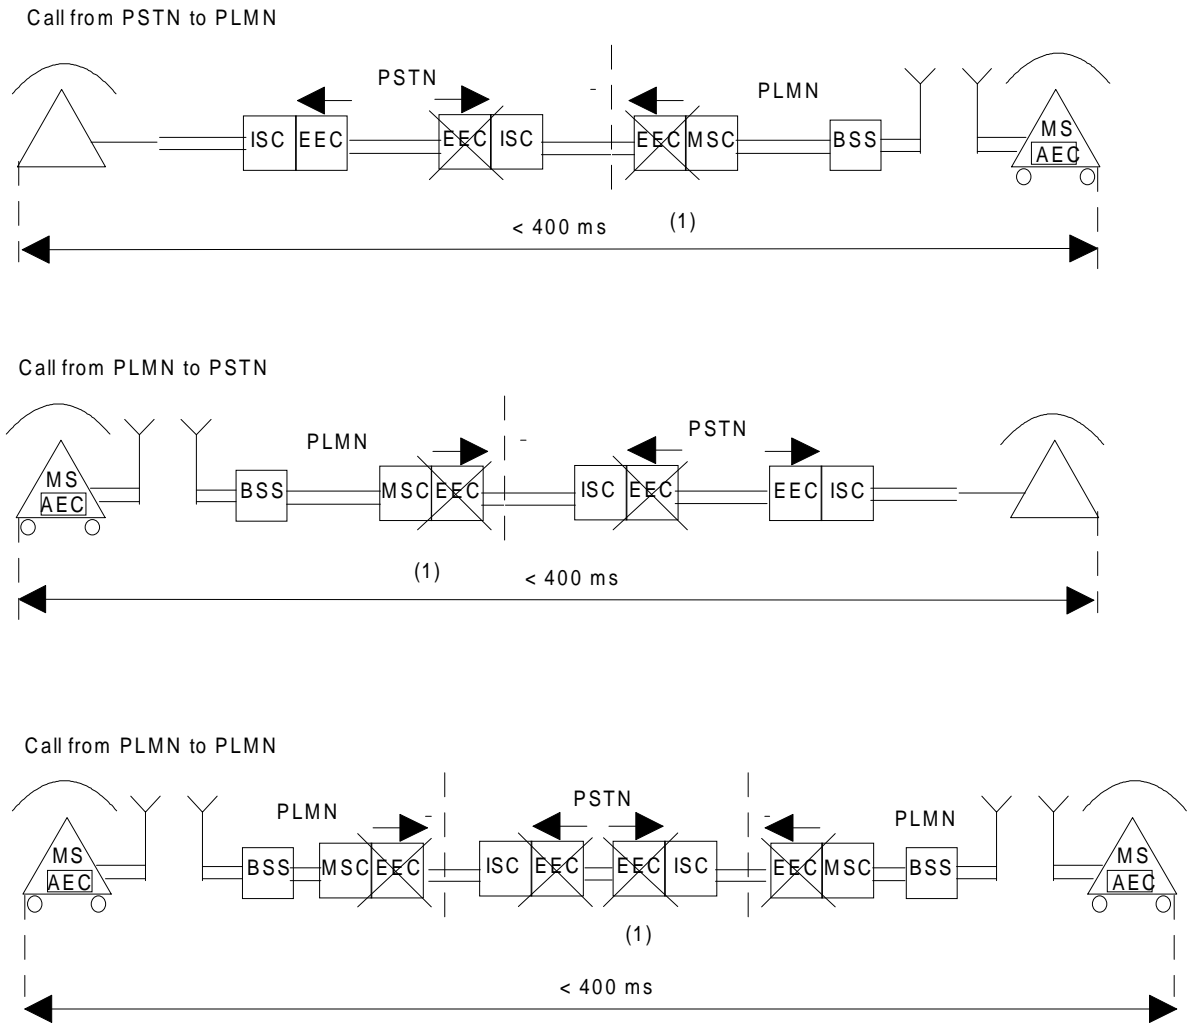 Call from PSTN to PLMN
PSTN
PLMN
ISC EEC EEC ISC EEC MSC BSS MS
AEC
< 400 ms (1)
Call from PLMN to PSTN
PLMN PSTN
MS
AEC BSS MSC EEC ISC EEC EEC ISC
(1) < 400 ms
Call from PLMN to PLMN
PLMN PSTN PLMN
MS BSS MSC EEC ISC EEC EEC ISC EEC MSC BSS MS
AEC AEC
(1)
< 400 ms